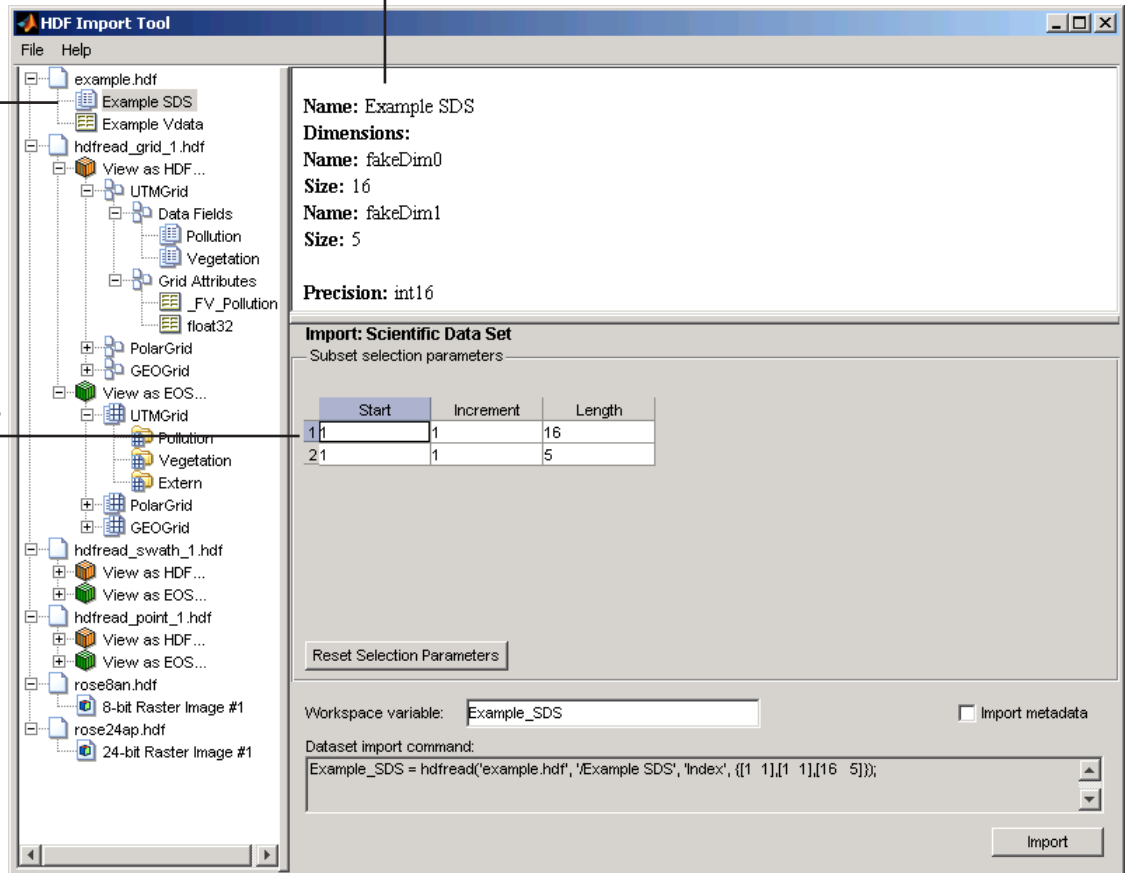 HDF Import Tool
File Help
example.hdf
Example SDS
Example Vdata
hdfread_grid_1.hdf
View as HDF...
UTMGrid
Data Fields
Pollution
Vegetation
Grid Attributes
_FV_Pollution
float32
PolarGrid
GEOGrid
View as EOS...
UTMGrid
Pollution
Vegetation
Extern
PolarGrid
GEOGrid
hdfread_swath_1.hdf
View as HDF...
View as EOS...
hdfread_point_1.hdf
View as HDF...
View as EOS...
rose8an.hdf
8-bit Raster Image #1
rose24ap.hdf
24-bit Raster Image #1
Name: Example SDS
Dimensions:
Name: fakeDim0
Size: 16
Name: fakeDim1
Size: 5
Precision: int16
Import: Scientific Data Set
Subset selection parameters
Start Increment Length
1 1 1 16
2 1 1 5
Reset Selection Parameters
Workspace variable: Example_SDS Import metadata
Dataset import command:
Example_SDS = hdfread('example.hdf', '/Example SDS', 'Index', {[1 1],[1 1],[16 5]});
Import